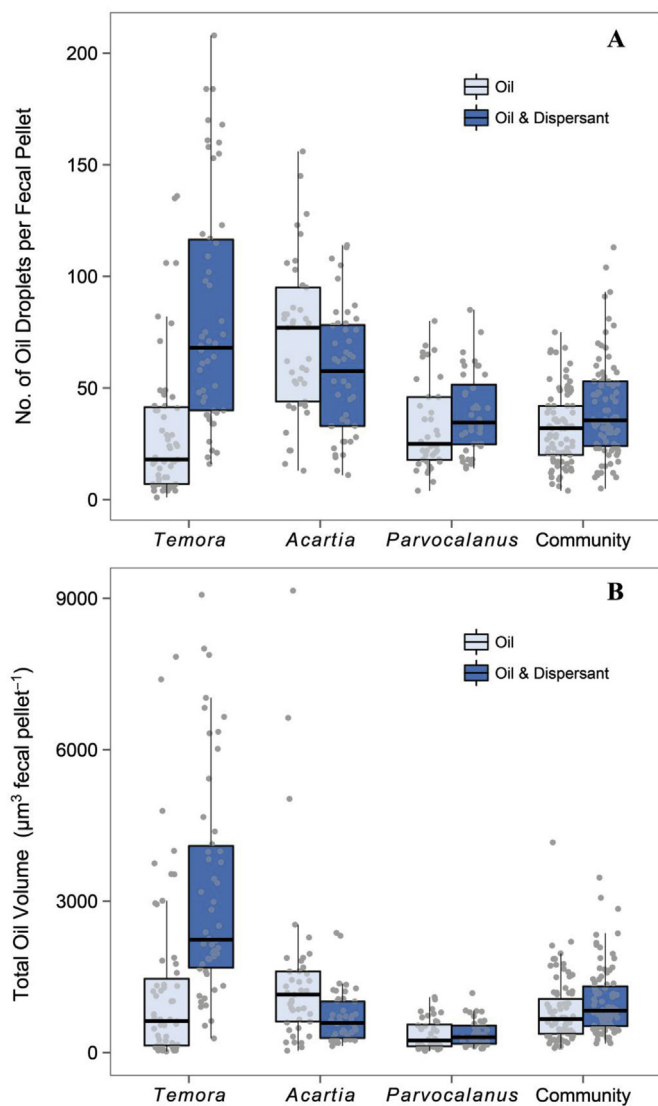 A
200
150
100
50
0
No. of Oil Droplets per Fecal Pellet
Oil
Oil & Dispersant
Temora Acartia Parvocalanus Community
B
9000
6000
3000
0
Total Oil Volume (µm³ fecal pellet⁻¹)
Oil
Oil & Dispersant
Temora Acartia Parvocalanus Community